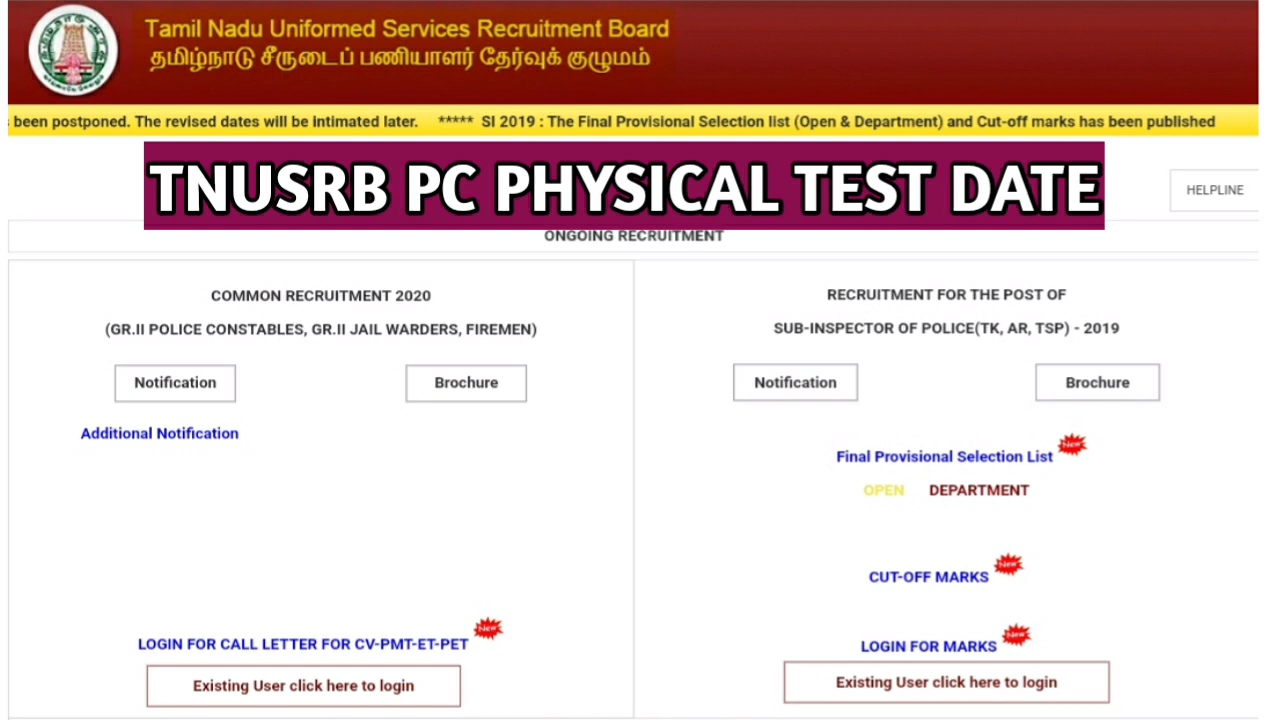 Tamil Nadu Uniformed Services Recruitment Board
தமிழ்நாடு சீருடைப் பணியாளர் தேர்வுக் குழுமம்
been postponed. The revised dates will be intimated later. ***** SI 2019 : The Final Provisional Selection list (Open & Department) and Cut-off marks has been published
TNUSRB PC PHYSICAL TEST DATE
HELPLINE
ONGOING RECRUITMENT
COMMON RECRUITMENT 2020
(GR.II POLICE CONSTABLES, GR.II JAIL WARDERS, FIREMEN)
Notification Brochure
Additional Notification
New
LOGIN FOR CALL LETTER FOR CV-PMT-ET-PET
Existing User click here to login
RECRUITMENT FOR THE POST OF
SUB-INSPECTOR OF POLICE(TK, AR, TSP) - 2019
Notification Brochure
Final Provisional Selection List New
OPEN DEPARTMENT
CUT-OFF MARKS New
LOGIN FOR MARKS New
Existing User click here to login